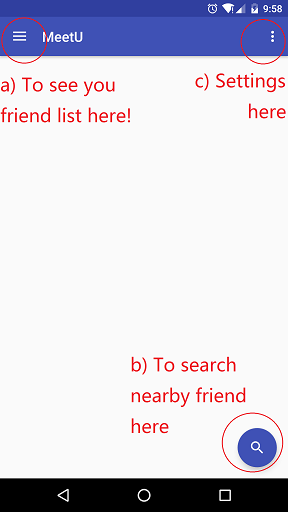 9:58
MeetU
a) To see you
friend list here!
c) Settings
here
b) To search
nearby friend
here